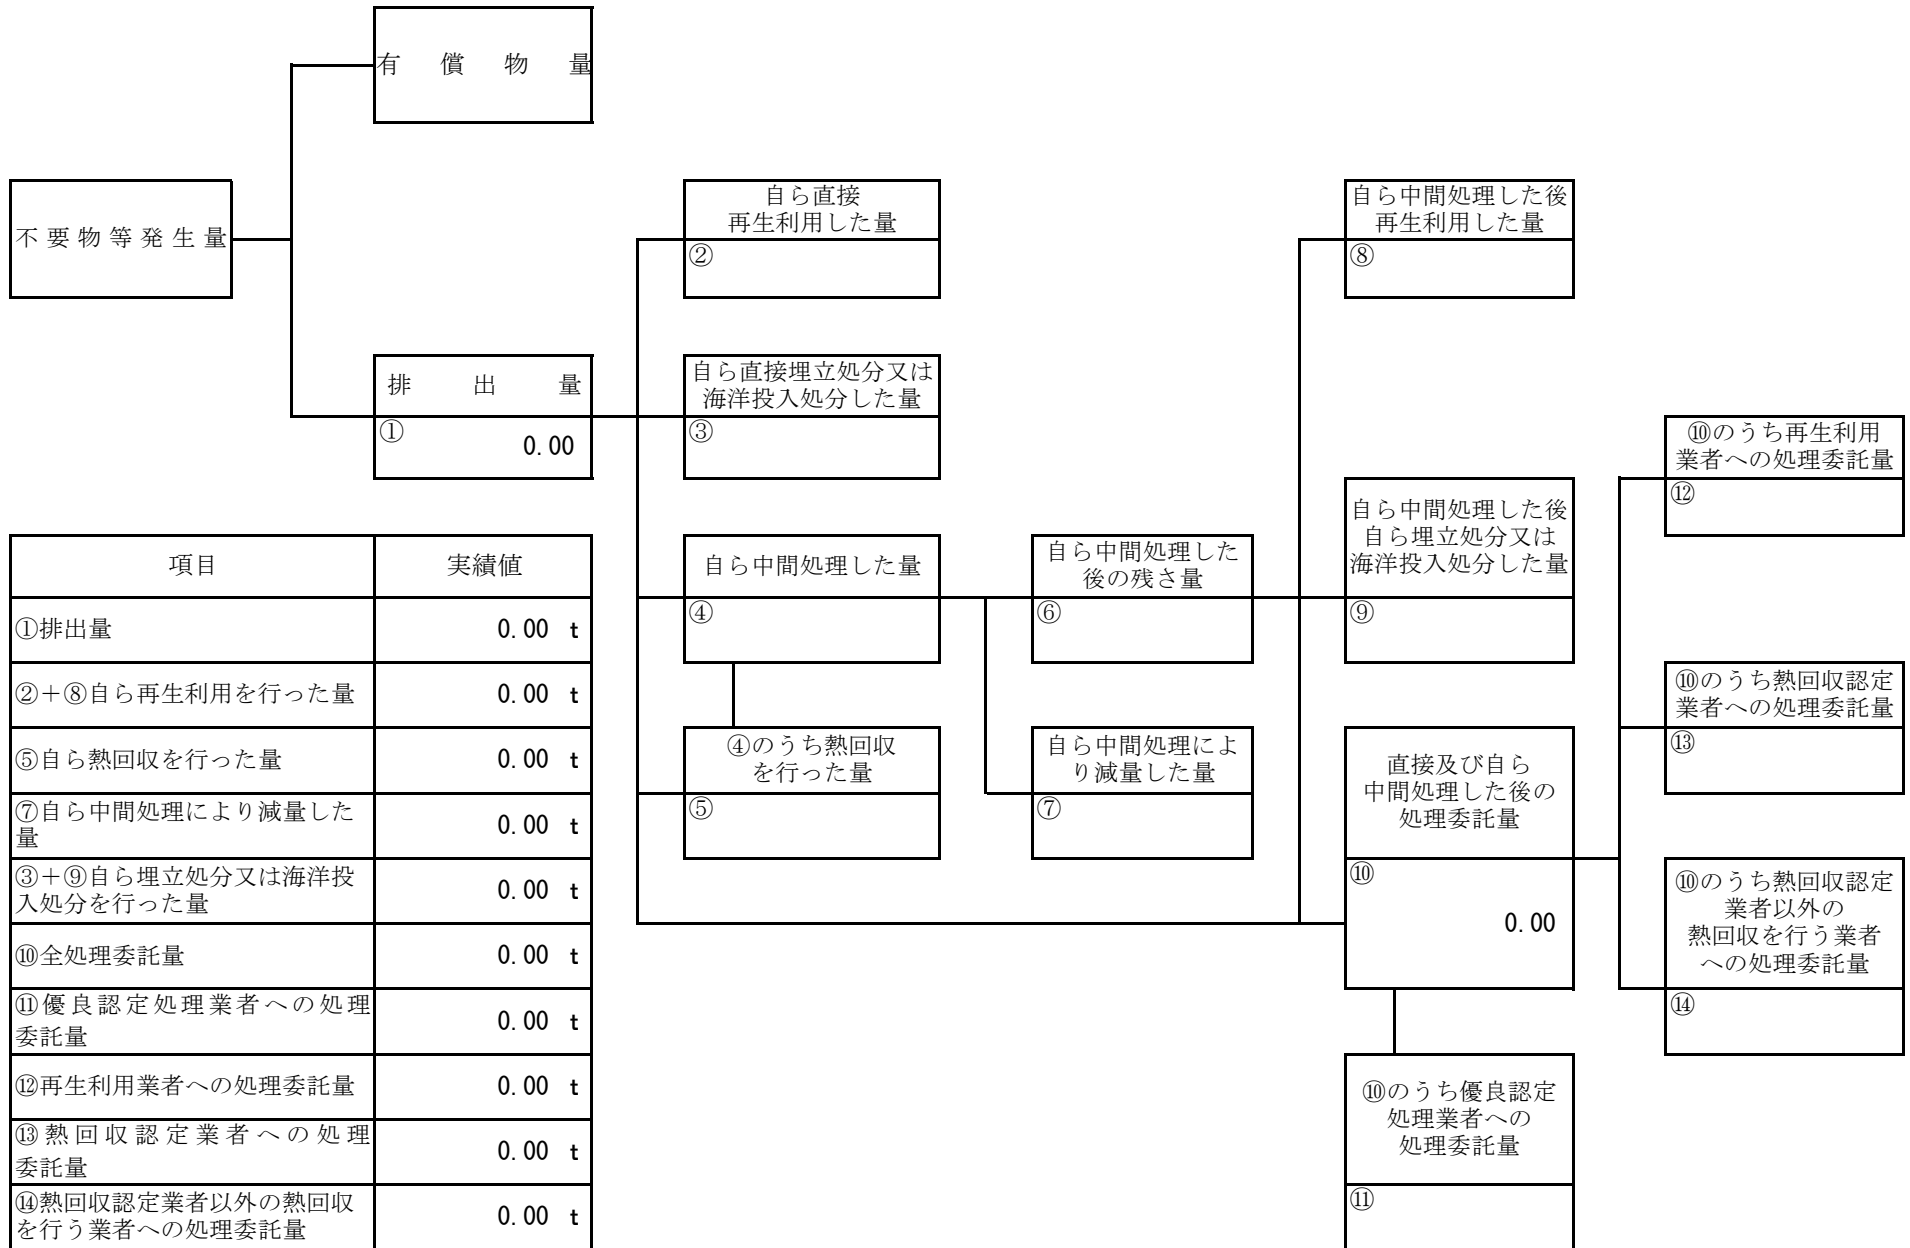 有償物量
不要物等発生量
自ら直接
再生利用した量
②
自ら中間処理した後
再生利用した量
⑧
排出量
①
0.00
自ら直接埋立処分又は
海洋投入処分した量
③
⑩のうち再生利用
業者への処理委託量
⑫
自ら中間処理した後
自ら埋立処分又は
海洋投入処分した量
⑨
自ら中間処理した量
④
自ら中間処理した
後の残さ量
⑥
⑩のうち熱回収認定
業者への処理委託量
⑬
④のうち熱回収
を行った量
⑤
自ら中間処理によ
り減量した量
⑦
直接及び自ら
中間処理した後の
処理委託量
⑩
0.00
⑩のうち熱回収認定
業者以外の
熱回収を行う業者
への処理委託量
⑭
⑩のうち優良認定
処理業者への
処理委託量
⑪
項目 実績値
①排出量 0.00 t
②+⑧自ら再生利用を行った量 0.00 t
⑤自ら熱回収を行った量 0.00 t
⑦自ら中間処理により減量した
量 0.00 t
③+⑨自ら埋立処分又は海洋投
入処分を行った量 0.00 t
⑩全処理委託量 0.00 t
⑪優良認定処理業者への処理
委託量 0.00 t
⑫再生利用業者への処理委託量 0.00 t
⑬熱回収認定業者への処理
委託量 0.00 t
⑭熱回収認定業者以外の熱回収
を行う業者への処理委託量 0.00 t